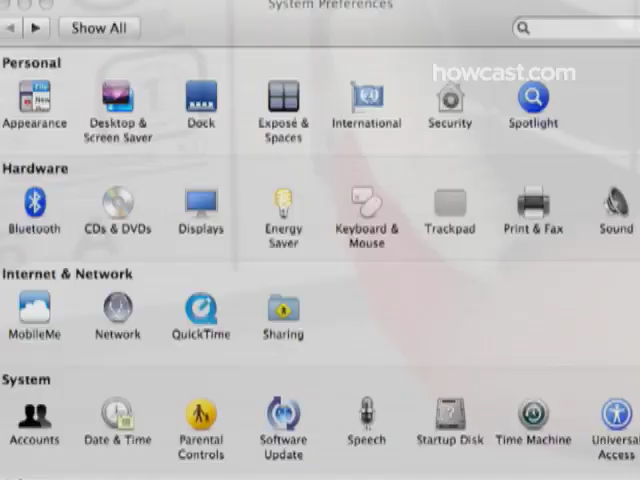 System Preferences
Show All
Personal
howcast.com
Appearance
Desktop & Screen Saver
Dock
Exposé & Spaces
International
Security
Spotlight
Hardware
Bluetooth
CDs & DVDs
Displays
Energy Saver
Keyboard & Mouse
Trackpad
Print & Fax
Sound
Internet & Network
MobileMe
Network
QuickTime
Sharing
System
Accounts
Date & Time
Parental Controls
Software Update
Speech
Startup Disk
Time Machine
Universal Access